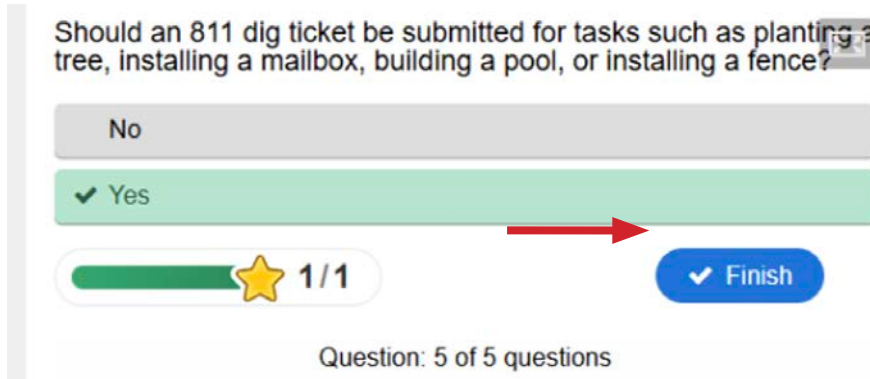 Should an 811 dig ticket be submitted for tasks such as planting a
tree, installing a mailbox, building a pool, or installing a fence?
No
Yes
1/1
Finish
Question: 5 of 5 questions